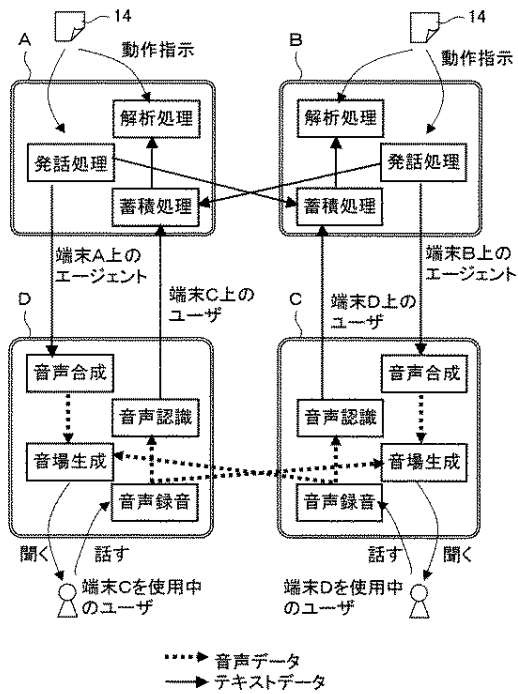 14
14
A
B
動作指示
動作指示
解析処理
解析処理
発話処理
発話処理
蓄積処理
蓄積処理
端末A上の
エージェント
端末B上の
エージェント
端末C上の
ユーザ
端末D上の
ユーザ
D
C
音声合成
音声合成
音声認識
音声認識
音場生成
音場生成
音声録音
音声録音
聞く
話す
話す
聞く
端末Cを使用中
のユーザ
端末Dを使用中
のユーザ
音声データ
テキストデータ